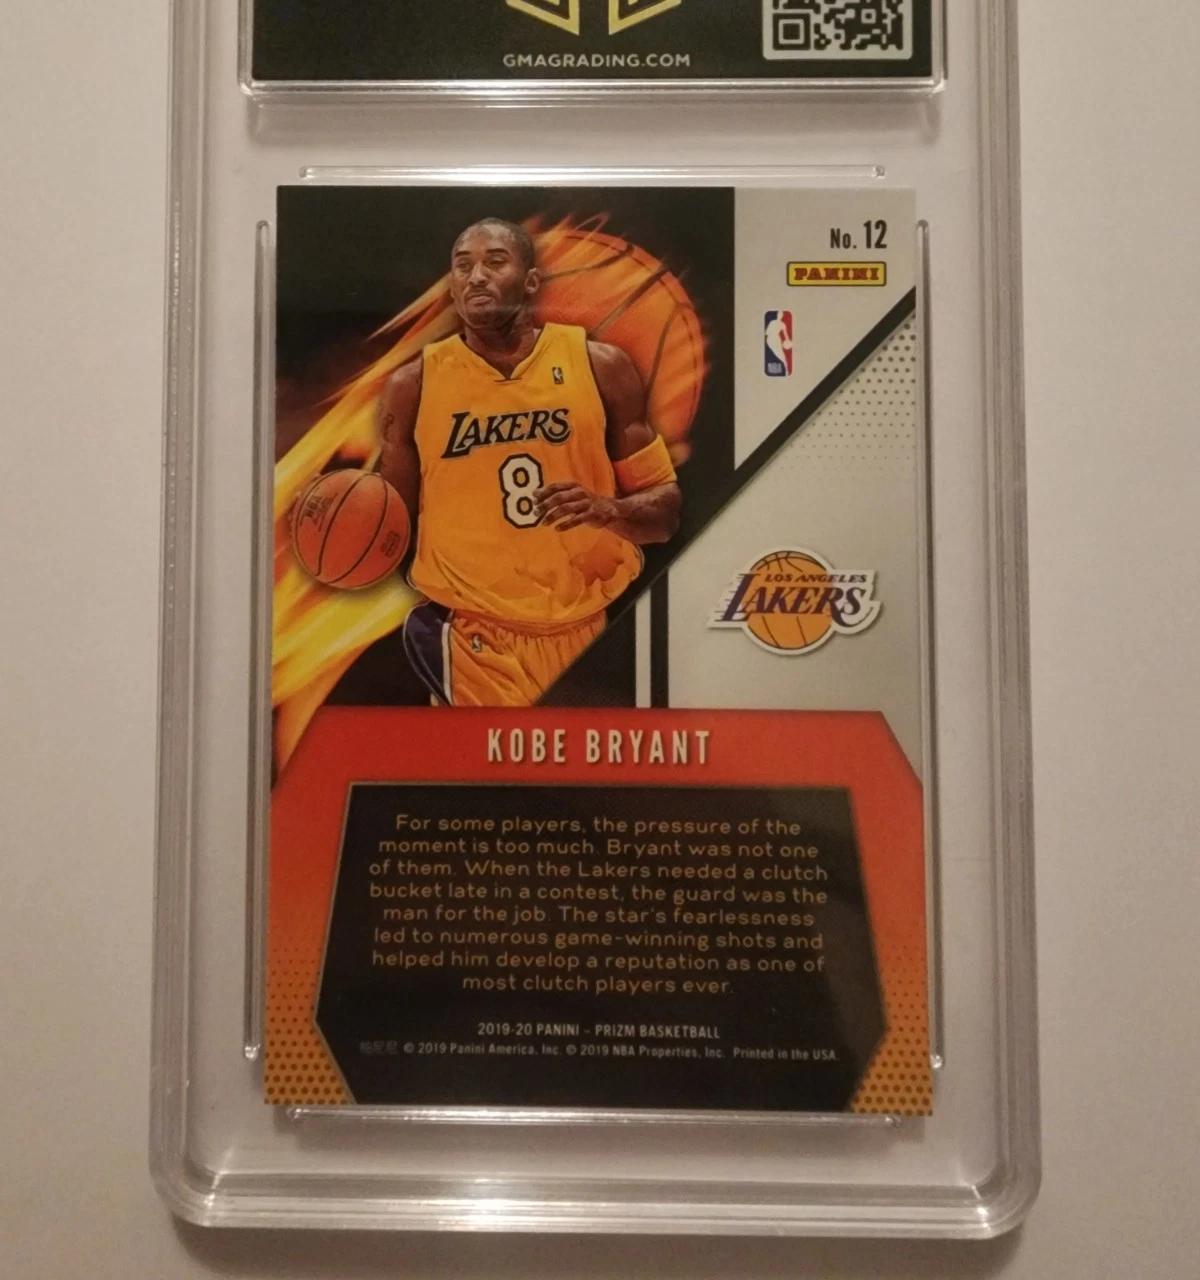 GMAGRADING.COM
No. 12
PANINI
NBA
LAKERS
8
LOS ANGELES
LAKERS
KOBE BRYANT
For some players, the pressure of the
moment is too much. Bryant was not one
of them. When the Lakers needed a clutch
bucket late in a contest, the guard was the
man for the job. The star's fearlessness
led to numerous game-winning shots and
helped him develop a reputation as one of
most clutch players ever.
2019-20 PANINI - PRIZM BASKETBALL
© 2019 Panini America, Inc. © 2019 NBA Properties, Inc. Printed in the USA.